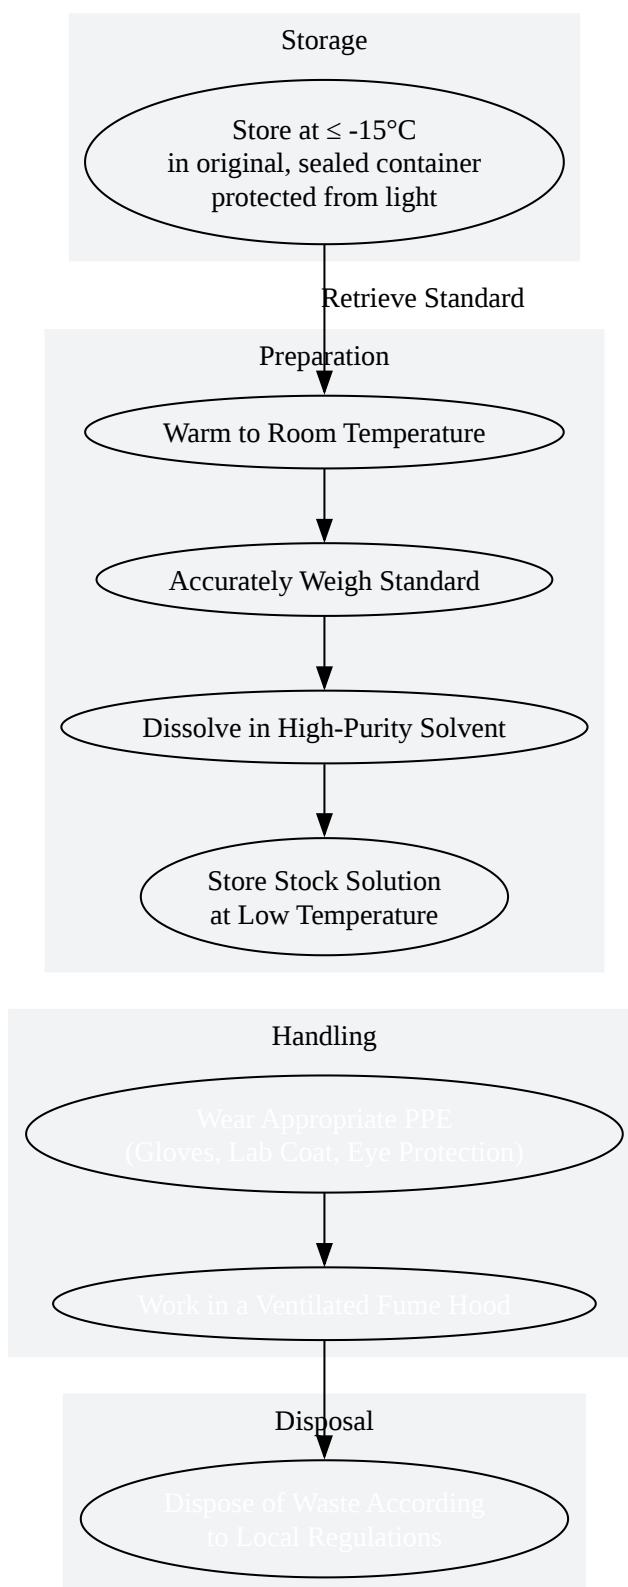 Storage
Store at ≤ -15°C
in original, sealed container
protected from light
Retrieve Standard
Preparation
Warm to Room Temperature
Accurately Weigh Standard
Dissolve in High-Purity Solvent
Store Stock Solution
at Low Temperature
Handling
Wear Appropriate PPE
(Gloves, Lab Coat, Eye Protection)
Work in a Ventilated Fume Hood
Disposal
Dispose of Waste According
to Local Regulations